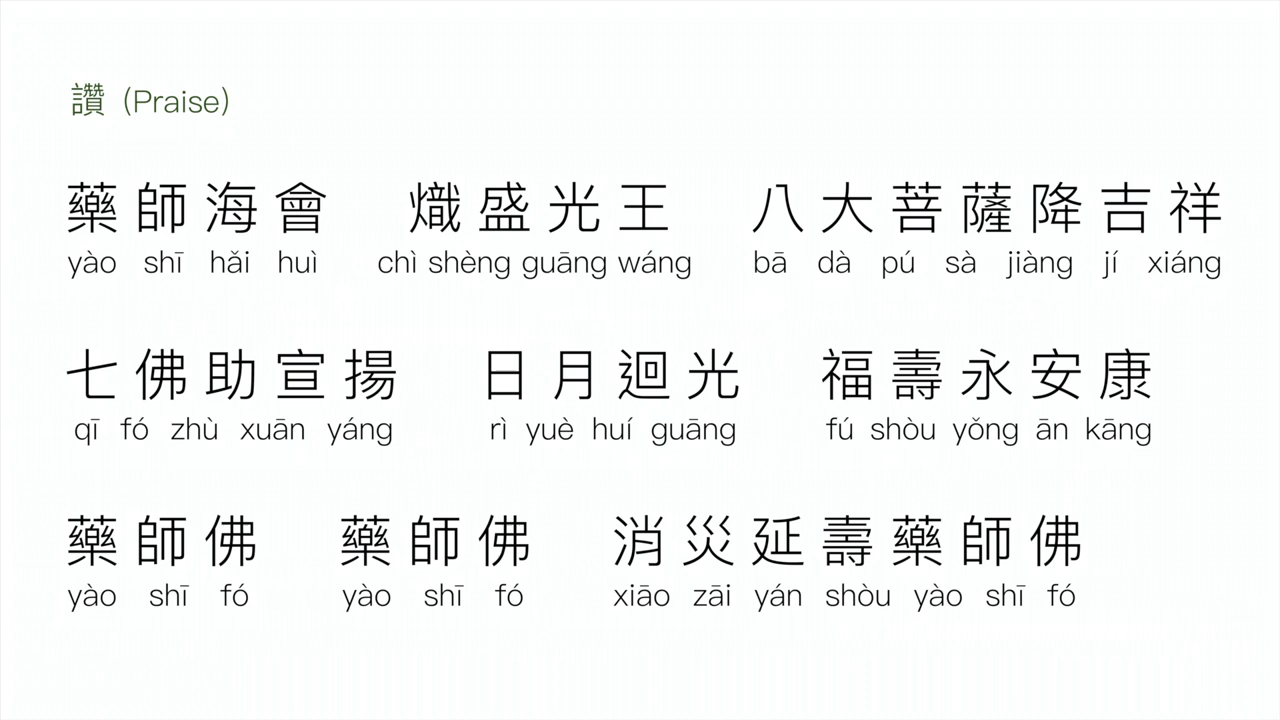 讚 (Praise)
藥師海會 熾盛光王 八大菩薩降吉祥
yào shī hǎi huì chì shèng guāng wáng bā dà pú sà jiàng jí xiáng
七佛助宣揚 日月迴光 福壽永安康
qī fó zhù xuān yáng rì yuè huí guāng fú shòu yǒng ān kāng
藥師佛 藥師佛 消災延壽藥師佛
yào shī fó yào shī fó xiāo zāi yán shòu yào shī fó